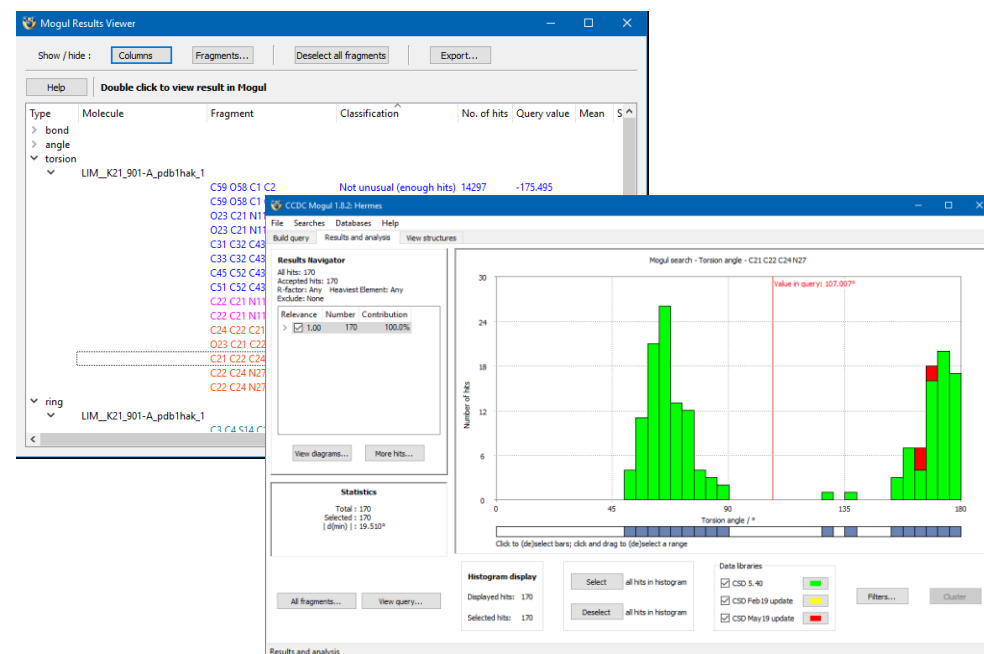 Mogul Results Viewer
Show / hide : Columns Fragments... Deselect all fragments Export...
Help Double click to view result in Mogul
Type Molecule Fragment Classification No. of hits Query value Mean S
bond
angle
torsion
LIM__K21_901-A_pdb1hak_1
C59 O58 C1 C2 Not unusual (enough hits) 14297 -175.495
C59 O58 C1
O23 C21 N11
O23 C21 N11
C31 C32 C43
C33 C32 C43
C45 C52 C43
C51 C52 C43
C22 C21 N11
C22 C21 N11
C24 C22 C21
O23 C21 C22
C21 C22 C24
C22 C24 N27
C22 C24 N27
ring
LIM__K21_901-A_pdb1hak_1
C3 C4 S14 C
CCDC Mogul 1.8.2: Hermes
File Searches Databases Help
Build query Results and analysis View structures
Results Navigator
All hits: 170
Accepted hits: 170
R-factor: Any Heaviest Element: Any
Exclude: None
Relevance Number Contribution
1.00 170 100.0%
View diagrams... More hits...
Statistics
Total : 170
Selected : 170
| d(min) | : 19.510°
All fragments... View query...
Mogul search - Torsion angle - C21 C22 C24 N27
Value in query: 107.007°
Number of hits
30
24
18
12
6
0
0 45 90 135 180
Torsion angle / °
Click to (de)select bars; click and drag to (de)select a range
Histogram display
Displayed hits: 170
Selected hits: 170
Select all hits in histogram
Deselect all hits in histogram
Data libraries
CSD 5.40
CSD Feb19 update
CSD May19 update
Filters... Cluster
Results and analysis